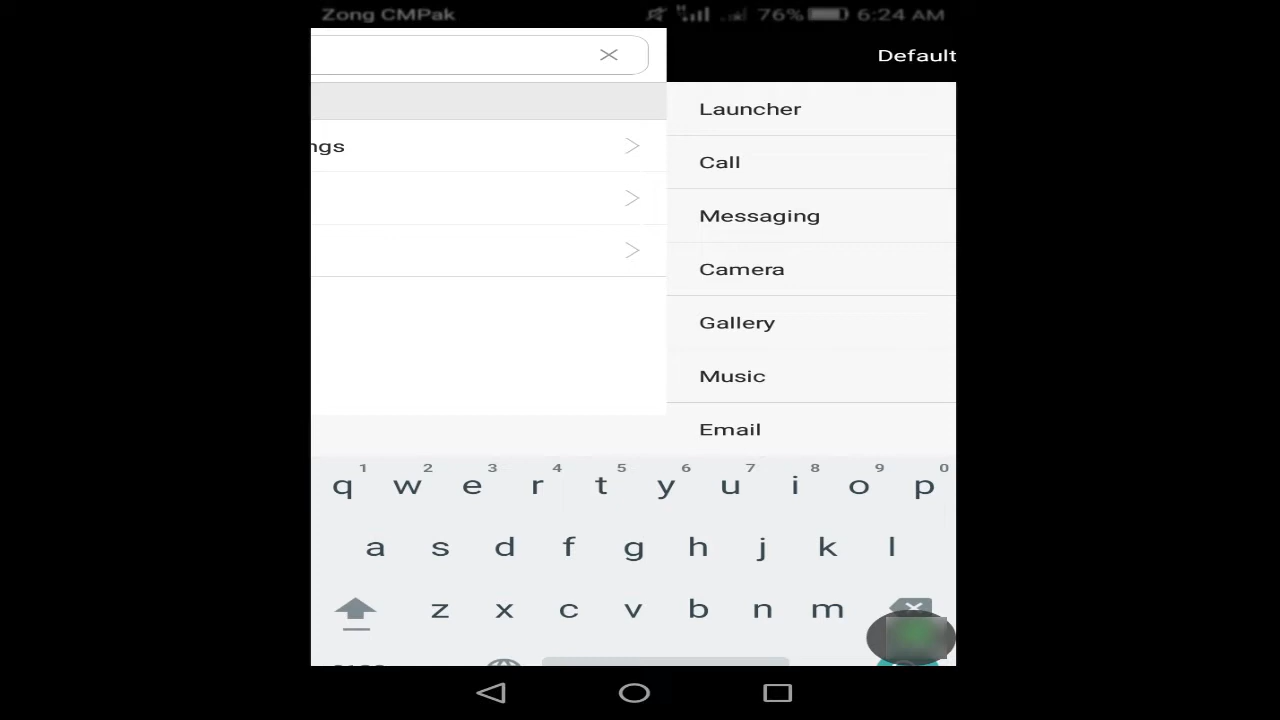 Zong CMPak 76% 6:24 AM
Default
Launcher
ngs
Call
Messaging
Camera
Gallery
Music
Email
1 2 3 4 5 6 7 8 9 0
q w e r t y u i o p
a s d f g h j k l
z x c v b n m